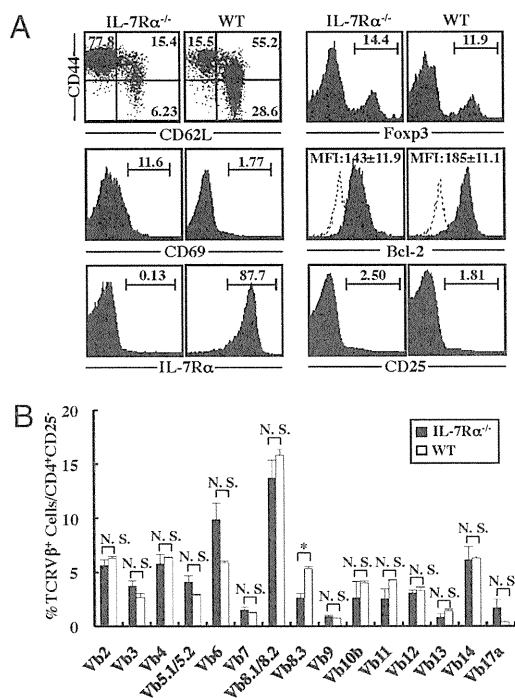 A
IL-7Rα-/- WT
IL-7Rα-/- WT
77.8 15.4 15.5 55.2
6.23 28.6
CD44
CD62L
14.4 11.9
Foxp3
11.6 1.77
CD69
MFI:143±11.9 MFI:185±11.1
Bcl-2
0.13 87.7
IL-7Rα
2.50 1.81
CD25
B
%TCRVβ+ Cells/CD4+CD25-
20
15
10
5
0
IL-7Rα-/-
WT
N. S. N. S. N. S. N. S. N. S. N. S. N. S. * N. S. N. S. N. S. N. S. N. S. N. S. N. S.
Vb2 Vb3 Vb4 Vb5.1/5.2 Vb6 Vb7 Vb8.1/8.2 Vb8.3 Vb9 Vb10b Vb11 Vb12 Vb13 Vb14 Vb17a